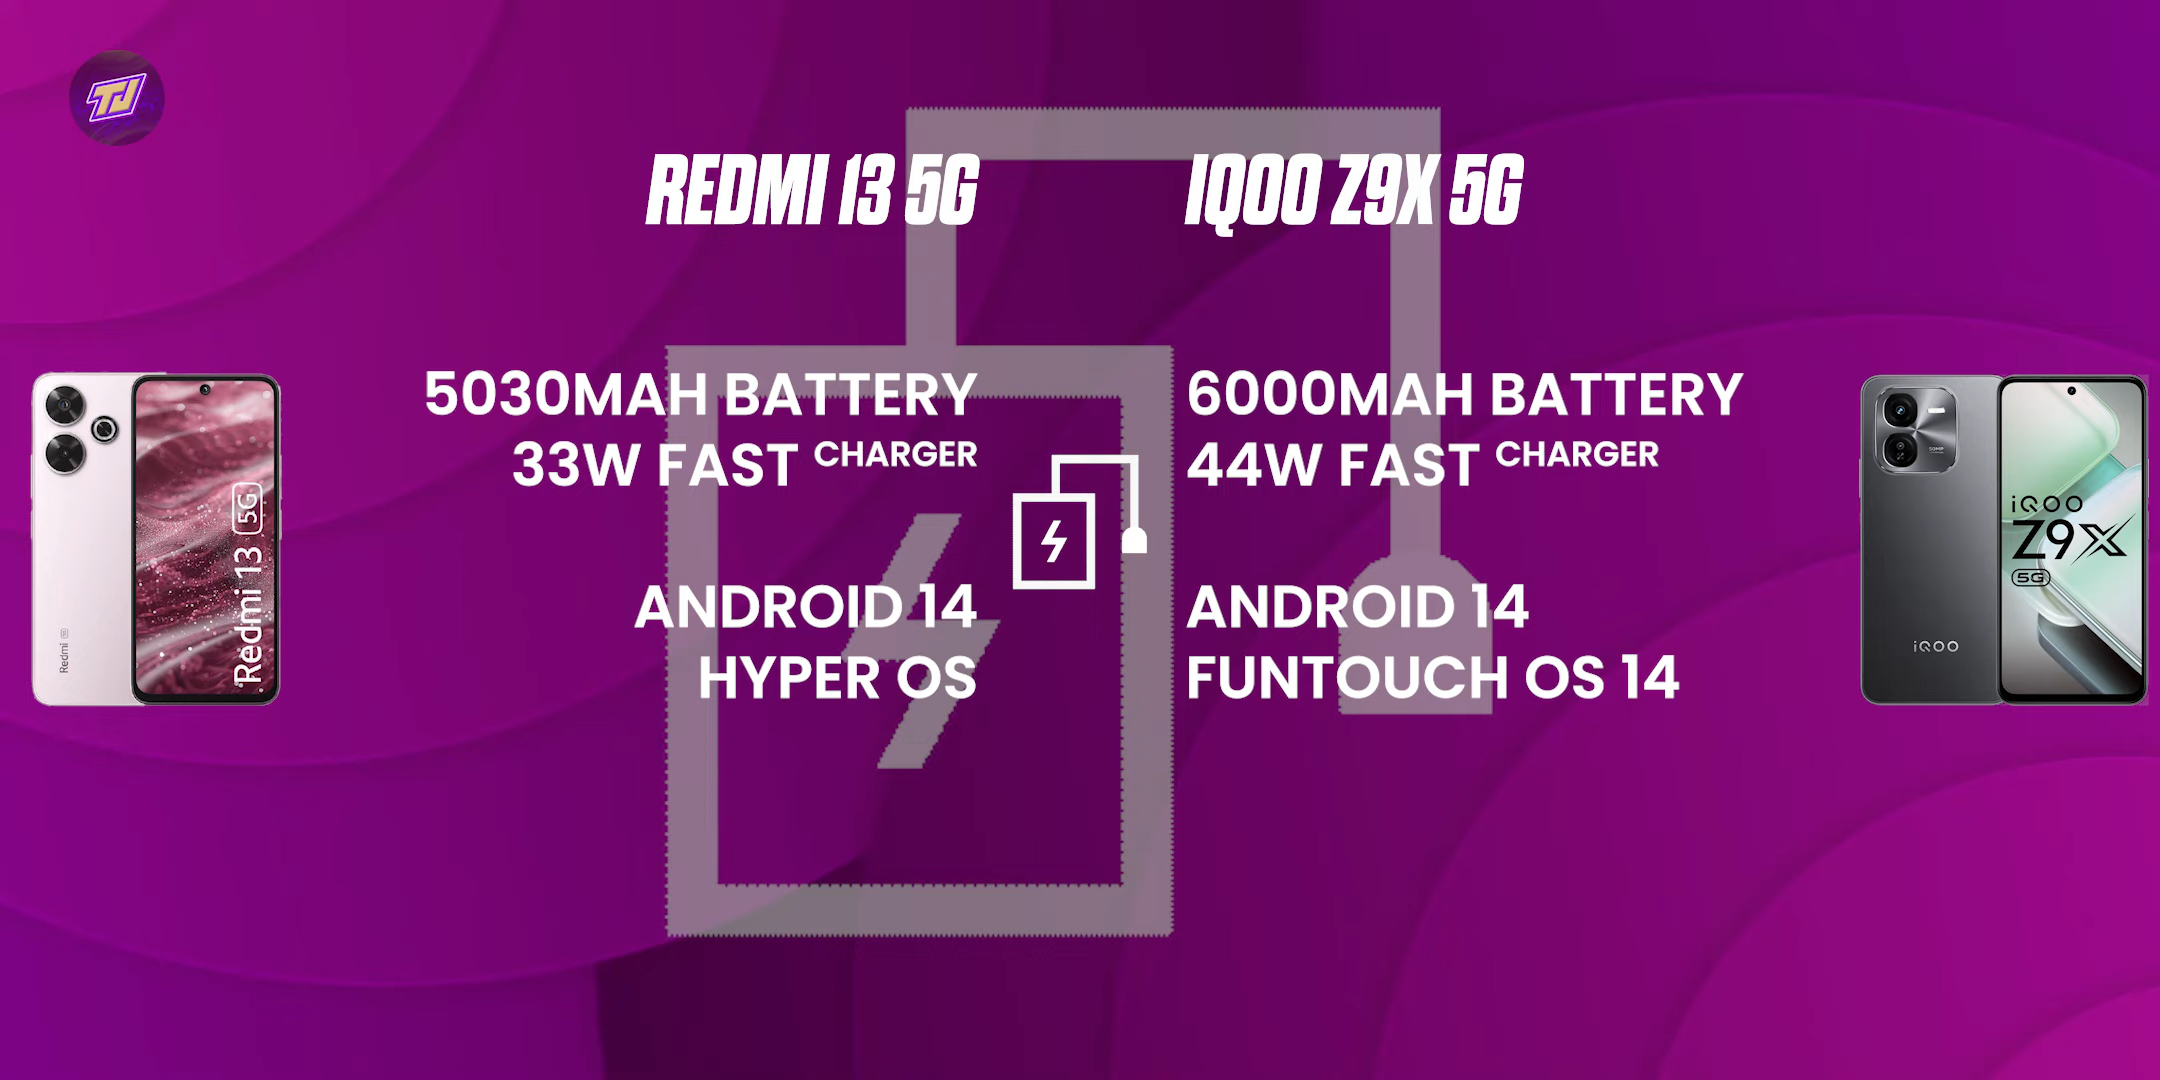 TJ
REDMI 13 5G
IQOO Z9X 5G
5030MAH BATTERY
33W FAST CHARGER
ANDROID 14
HYPER OS
6000MAH BATTERY
44W FAST CHARGER
ANDROID 14
FUNTOUCH OS 14
Redmi
Redmi 13 5G
iQOO
iQOO
Z9X
5G